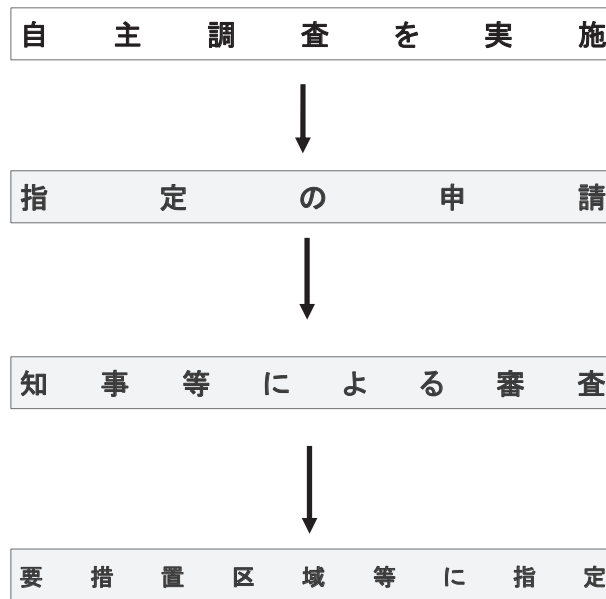 自主調査を実施
指定の申請
知事等による審査
要措置区域等に指定